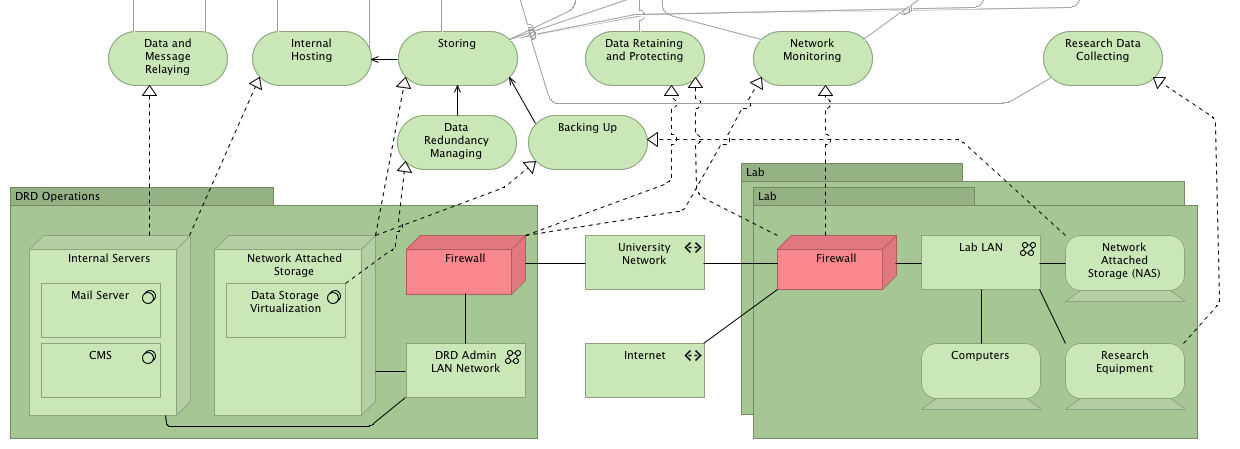 Data and
Message
Relaying
Internal
Hosting
Storing
Data Retaining
and Protecting
Network
Monitoring
Research Data
Collecting
Data
Redundancy
Managing
Backing Up
Lab
DRD Operations
Lab
Internal Servers
Mail Server
CMS
Network Attached
Storage
Data Storage
Virtualization
Firewall
DRD Admin
LAN Network
University
Network
Internet
Firewall
Lab LAN
Network
Attached
Storage (NAS)
Computers
Research
Equipment